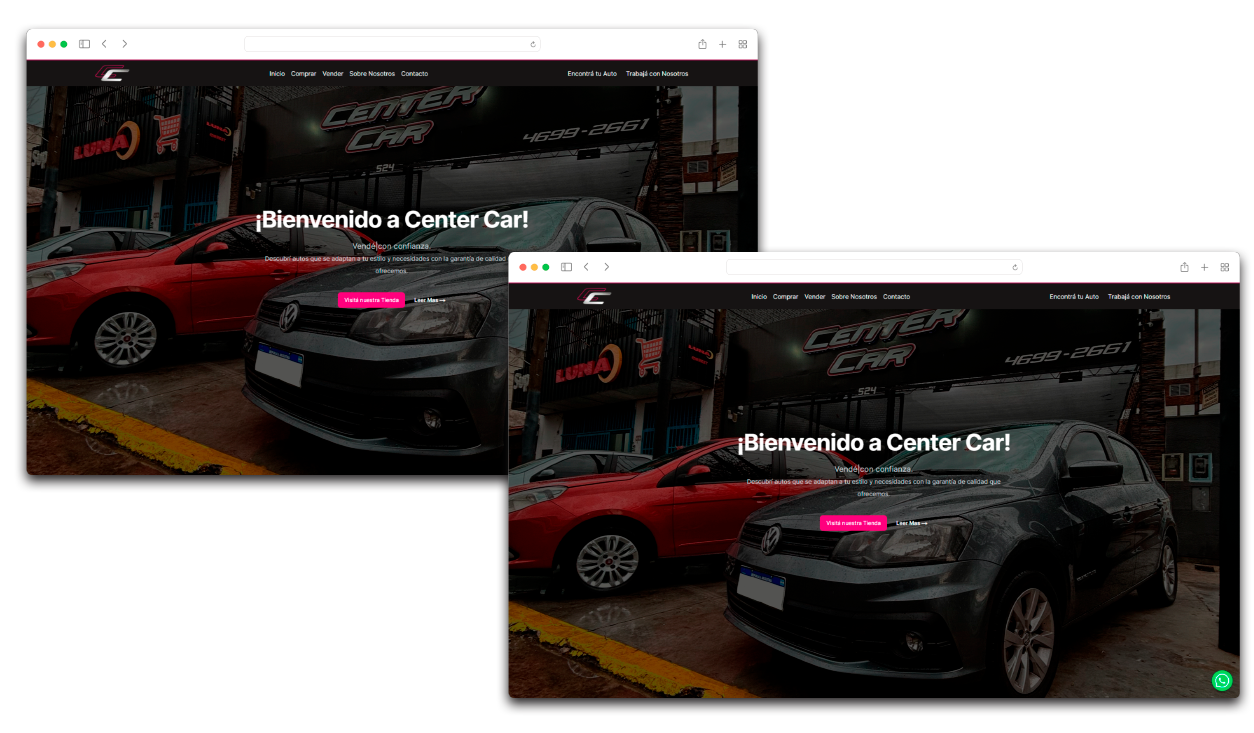 Inicio Comprar Vender Sobre Nosotros Contacto Encontrá tu Auto Trabajá con Nosotros
CENTER
CAR
4699-2661
LUNA
524
¡Bienvenido a Center Car!
Vendé|con confianza.
Descubrí autos que se adaptan a tu estilo y necesidades con la garantía de calidad
ofrecemos.
Visitá nuestra Tienda Leer Mas→
Inicio Comprar Vender Sobre Nosotros Contacto Encontrá tu Auto Trabajá con Nosotros
CENTER
CAR
4699-2661
LUNA
524
¡Bienvenido a Center Car!
Vendé|con confianza.
Descubrí autos que se adaptan a tu estilo y necesidades con la garantía de calidad que
ofrecemos.
Visitá nuestra Tienda Leer Mas→